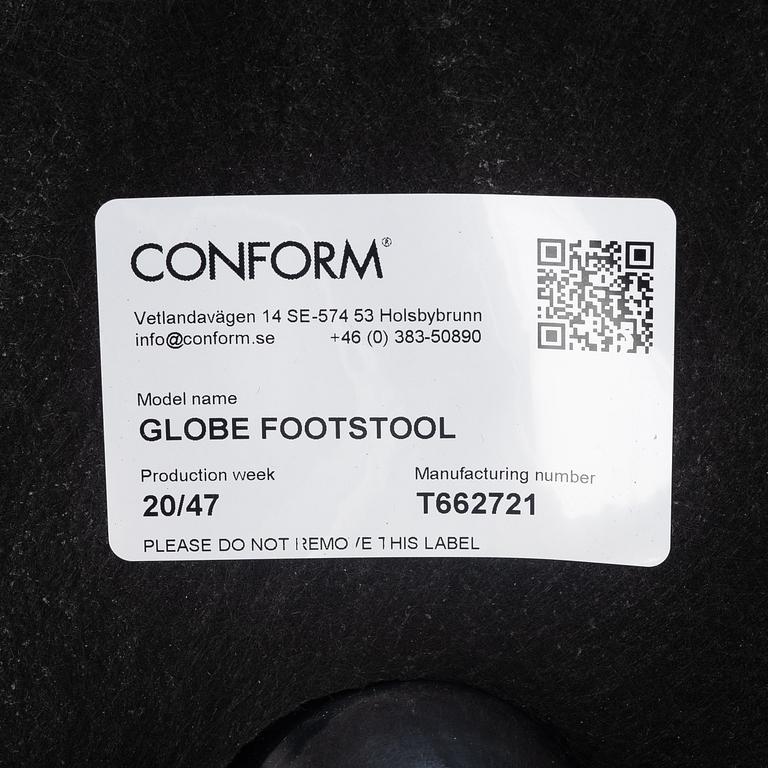 CONFORM®
Vetlandavägen 14 SE-574 53 Holsbybrunn
info@conform.se +46 (0) 383-50890
Model name
GLOBE FOOTSTOOL
Production week Manufacturing number
20/47 T662721
PLEASE DO NOT REMOVE THIS LABEL